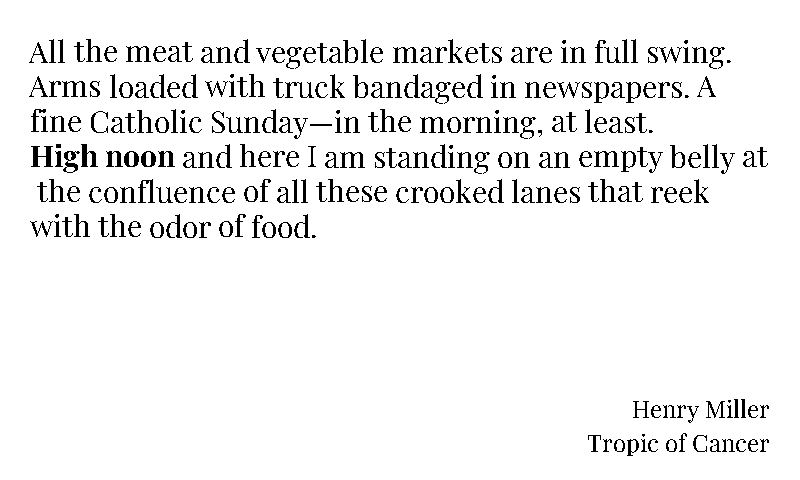 All the meat and vegetable markets are in full swing.
Arms loaded with truck bandaged in newspapers. A
fine Catholic Sunday—in the morning, at least.
High noon and here I am standing on an empty belly at
the confluence of all these crooked lanes that reek
with the odor of food.
Henry Miller
Tropic of Cancer